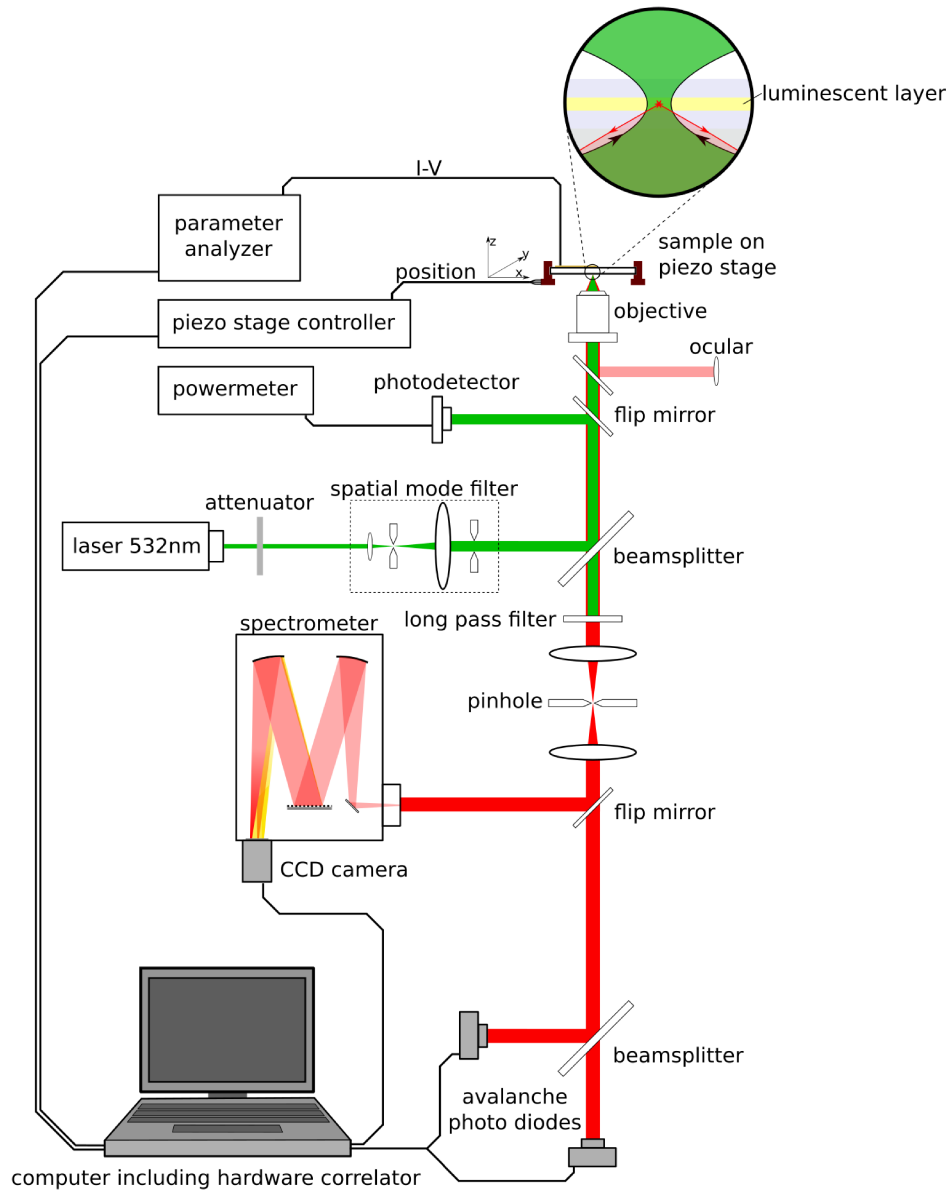 luminescent layer
I-V
parameter
analyzer
z
y
x
position
sample on
piezo stage
piezo stage controller
objective
ocular
powermeter
photodetector
flip mirror
spatial mode filter
attenuator
laser 532nm
beamsplitter
long pass filter
spectrometer
pinhole
flip mirror
CCD camera
beamsplitter
avalanche
photo diodes
computer including hardware correlator